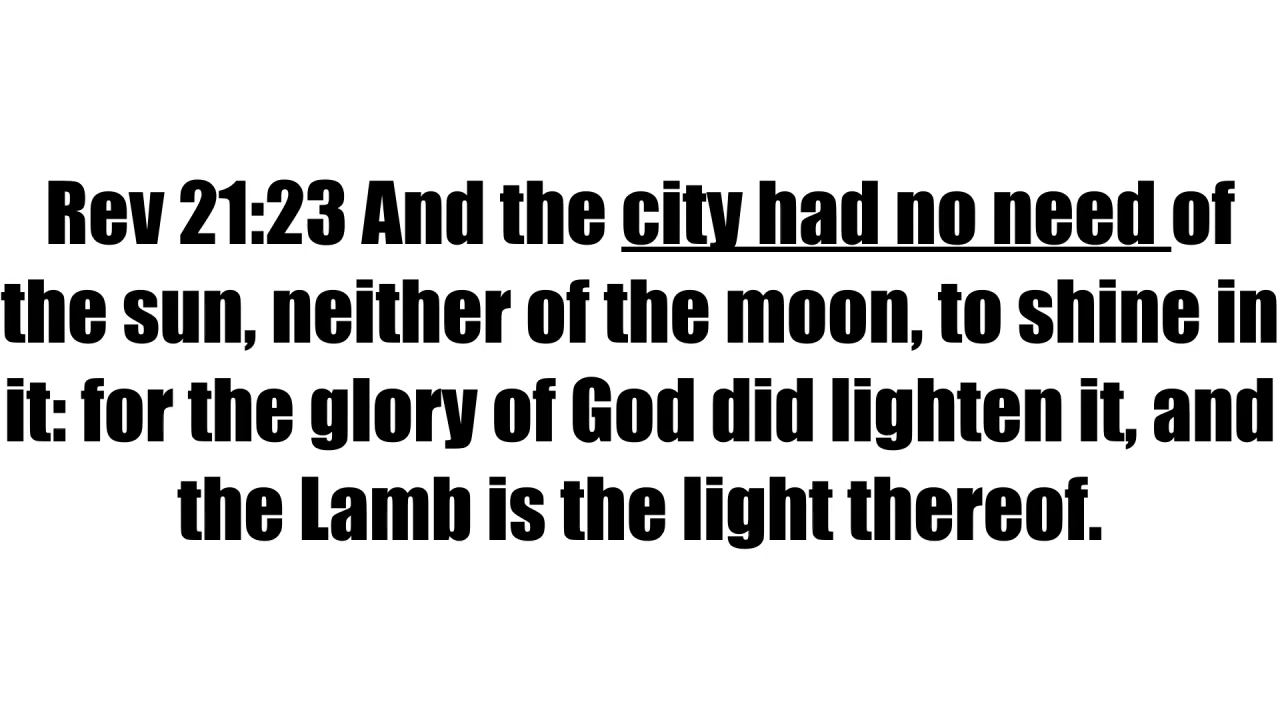 Rev 21:23 And the city had no need of
the sun, neither of the moon, to shine in
it: for the glory of God did lighten it, and
the Lamb is the light thereof.